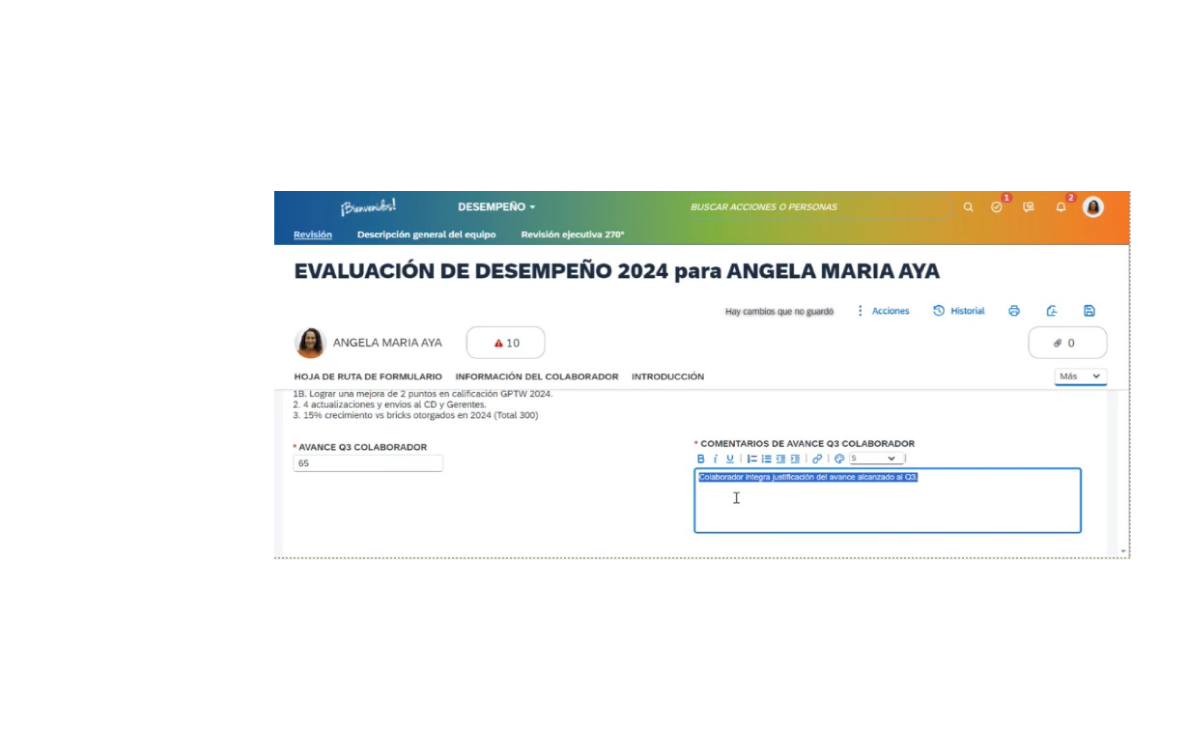 ¡Bienvenid@s!
DESEMPEÑO
BUSCAR ACCIONES O PERSONAS
1
2
Revisión
Descripción general del equipo
Revisión ejecutiva 270°
EVALUACIÓN DE DESEMPEÑO 2024 para ANGELA MARIA AYA
Hay cambios que no guardó
Acciones
Historial
ANGELA MARIA AYA
10
0
HOJA DE RUTA DE FORMULARIO
INFORMACIÓN DEL COLABORADOR
INTRODUCCIÓN
Más
1B. Lograr una mejora de 2 puntos en calificación GPTW 2024.
2. 4 actualizaciones y envios al CD y Gerentes.
3. 15% crecimiento vs bricks otorgados en 2024 (Total 300)
* AVANCE Q3 COLABORADOR
65
* COMENTARIOS DE AVANCE Q3 COLABORADOR
B i U S
Colaborador integra justificación del avance alcanzado al Q3.